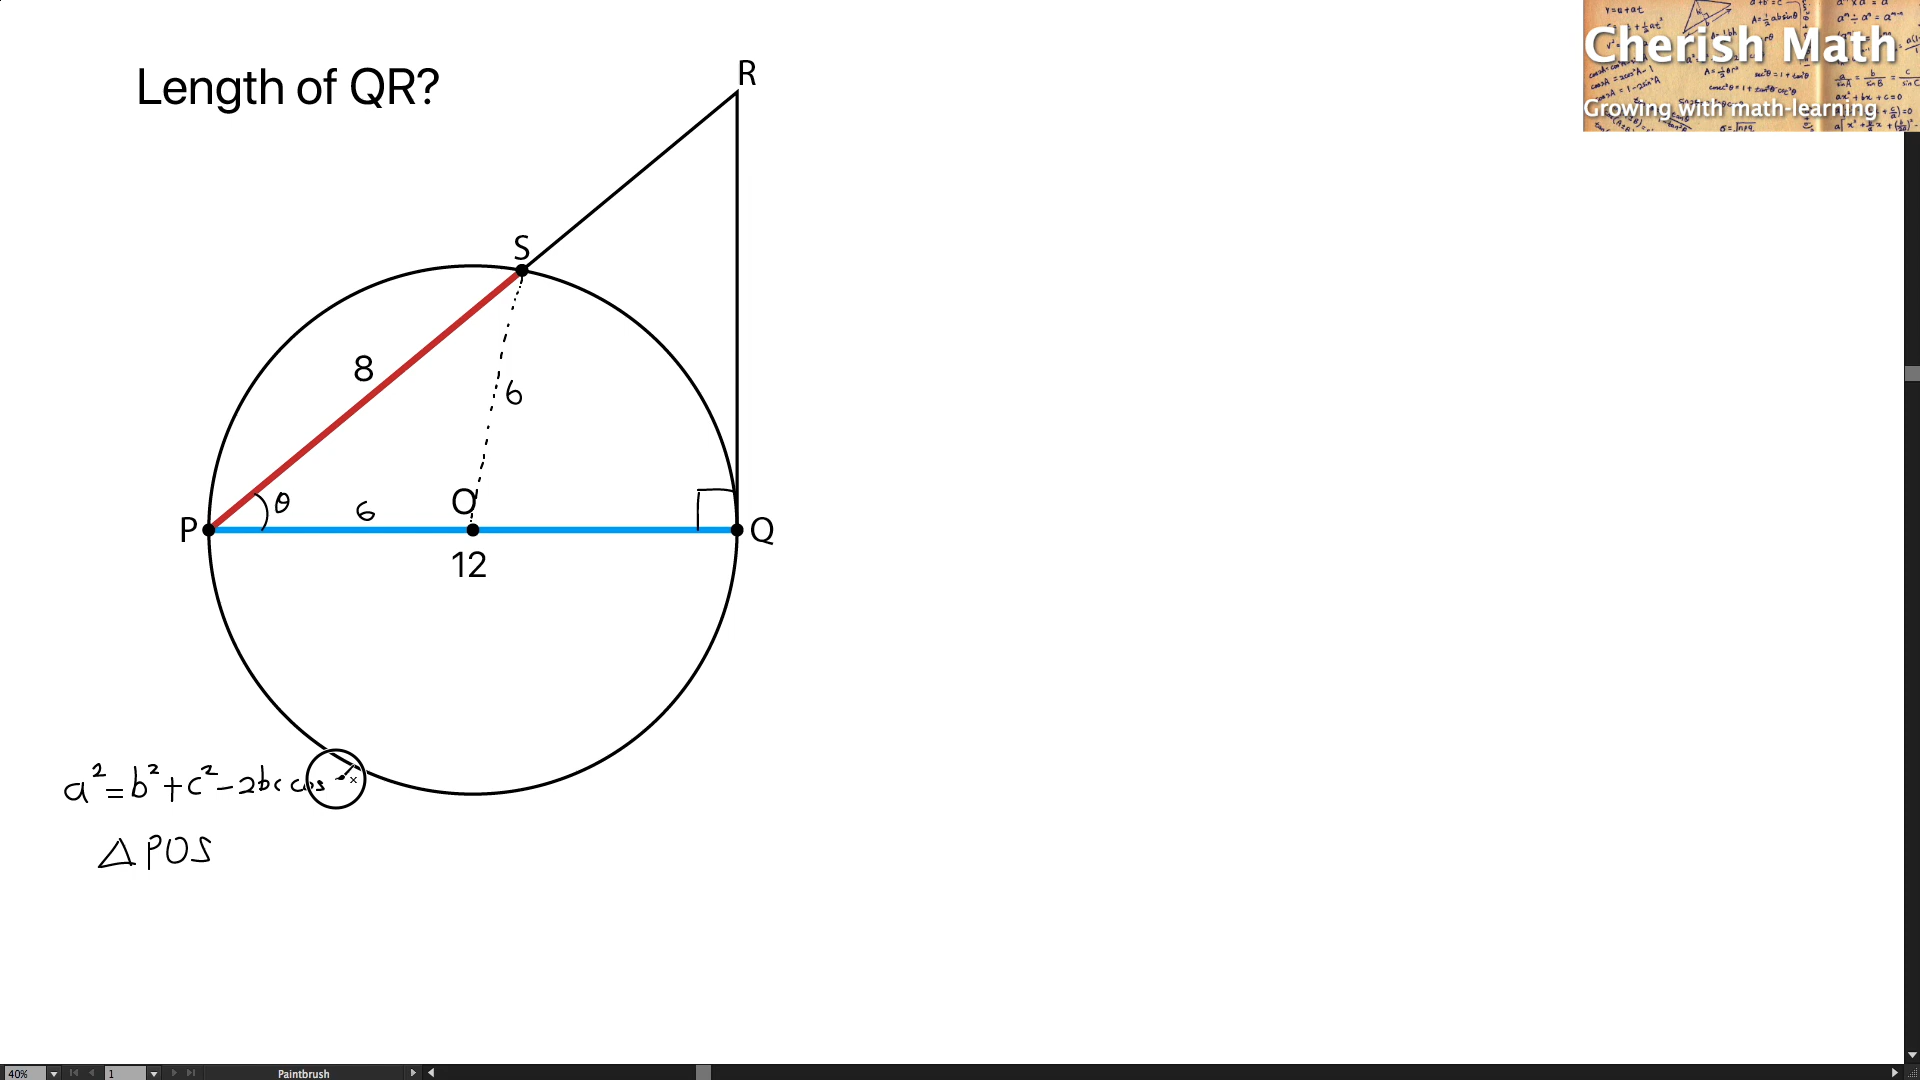 Length of QR?
R
Cherish Math
Growing with math-learning
S
8
6
θ
P
6
O
Q
12
a²=b²+c²-2bc cos
△POS
40%
1
Paintbrush